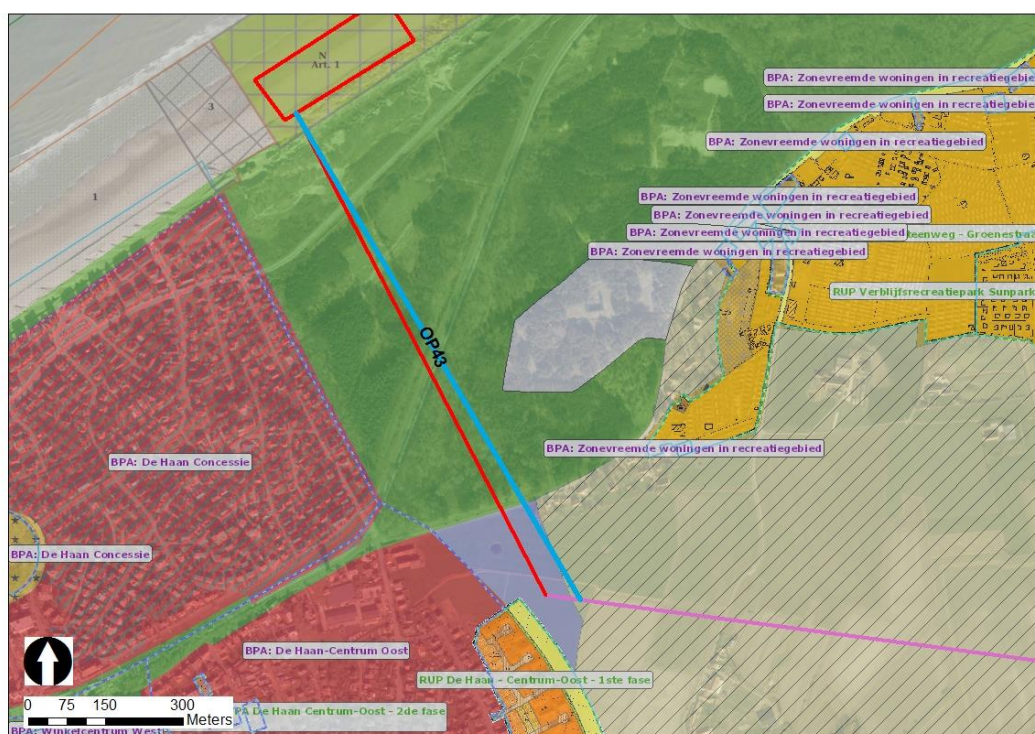 N
Art. 1
3
1
BPA: Zonevreemde woningen in recreatiegebie
BPA: Zonevreemde woningen in recreatiegebied
BPA: Zonevreemde woningen in recreatiegebied
BPA: Zonevreemde woningen in recreatiegebied
BPA: Zonevreemde woningen in recreatiegebied
BPA: Zonevreemde woningen in recreatiegebied
teenweg - Groenestraa
BPA: Zonevreemde woningen in recreatiegebied
RUP Verblijfsrecreatiepark Sunpark
OP43
BPA: Zonevreemde woningen in recreatiegebied
BPA: De Haan Concessie
BPA: De Haan Concessie
BPA: De Haan-Centrum Oost
RUP De Haan - Centrum-Oost - 1ste fase
PA De Haan Centrum-Oost - 2de fase
BPA: Winkelcentrum West
0 75 150 300
Meters